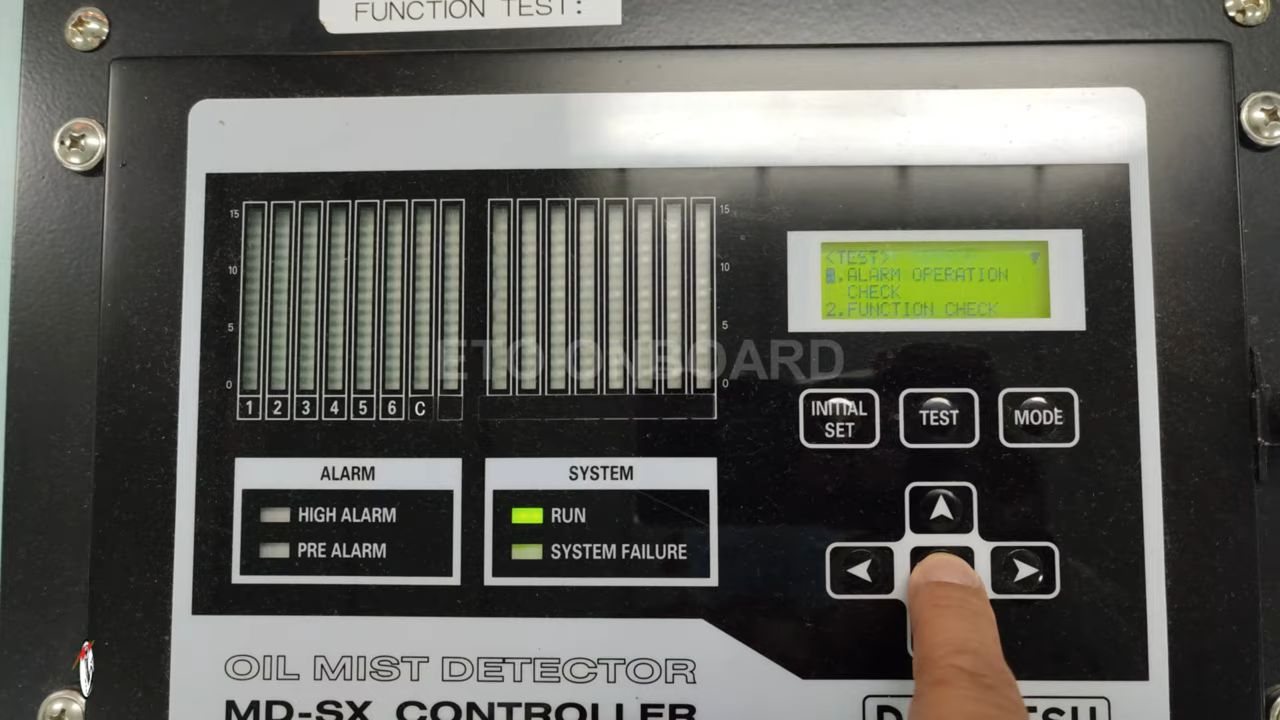 FUNCTION TEST:
15
10
5
0
1 2 3 4 5 6 C
15
10
5
0
<TEST>
1.ALARM OPERATION
CHECK
2.FUNCTION CHECK
ETO ONBOARD
INITIAL
SET
TEST
MODE
ALARM
HIGH ALARM
PRE ALARM
SYSTEM
RUN
SYSTEM FAILURE
OIL MIST DETECTOR
MD-SX CONTROLLER